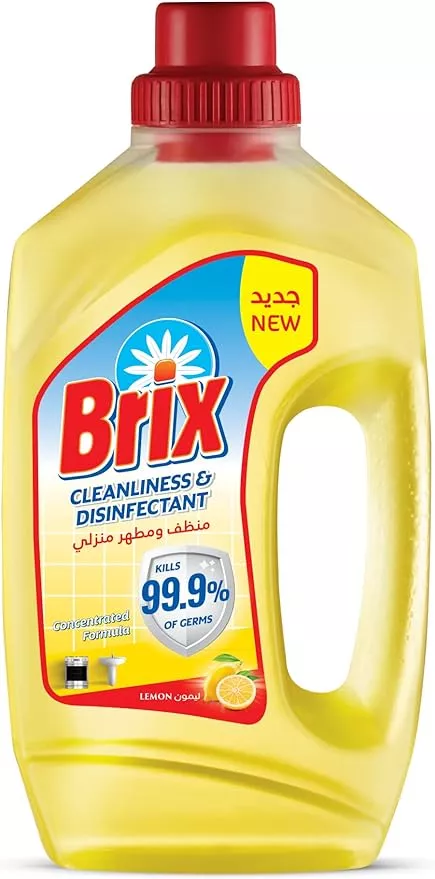 جديد
NEW
Brix
CLEANLINESS &
DISINFECTANT
منظف ومطهر منزلي
KILLS
99.9%
OF GERMS
Concentrated
Formula
LEMON ليمون